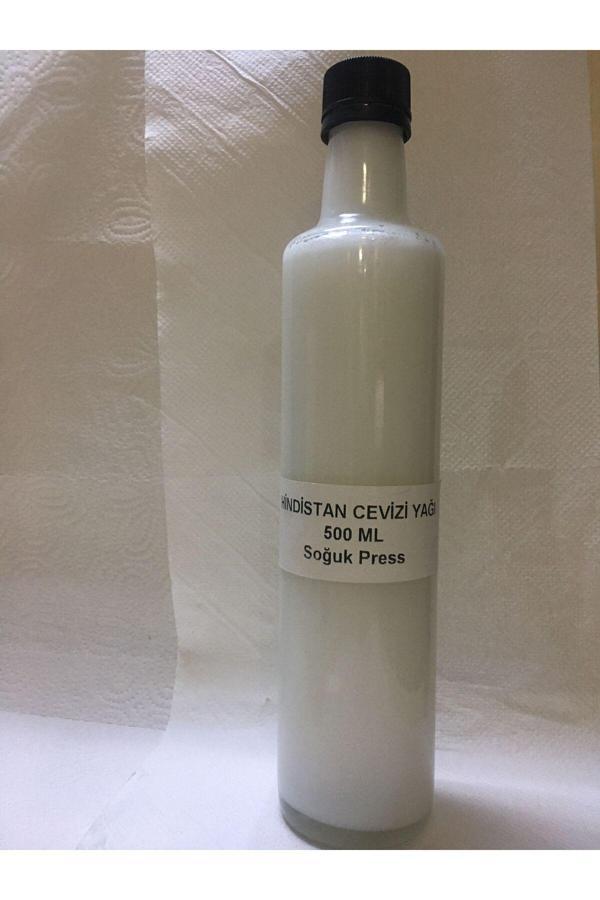 HİNDİSTAN CEVİZİ YAĞI
500 ML
Soğuk Press